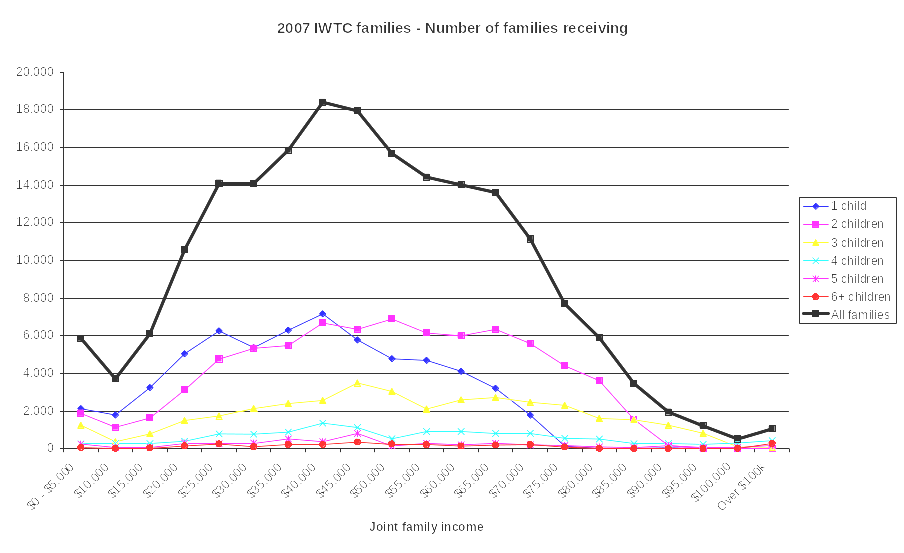 2007 IWTC families - Number of families receiving
20,000
18,000
16,000
14,000
12,000
10,000
8,000
6,000
4,000
2,000
0
1 child
2 children
3 children
4 children
5 children
6+ children
All families
$0 - $5 000
$10 000
$15 000
$20 000
$25 000
$30 000
$35 000
$40 000
$45 000
$50 000
$55 000
$60 000
$65 000
$70 000
$75 000
$80 000
$85 000
$90 000
$95 000
$100 000
Over $100k
Joint family income